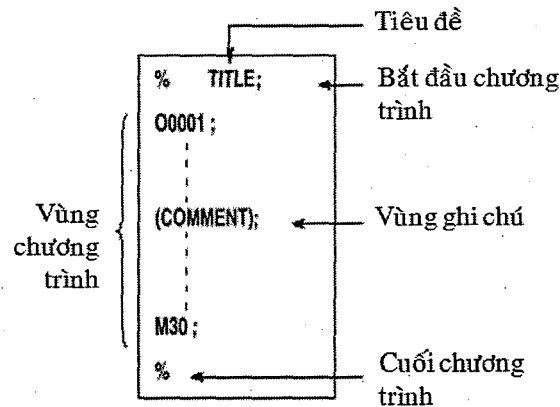 Tiêu đề
% TITLE;
Bắt đầu chương
trình
O0001 ;
Vùng
chương
trình
(COMMENT);
Vùng ghi chú
M30 ;
%
Cuối chương
trình